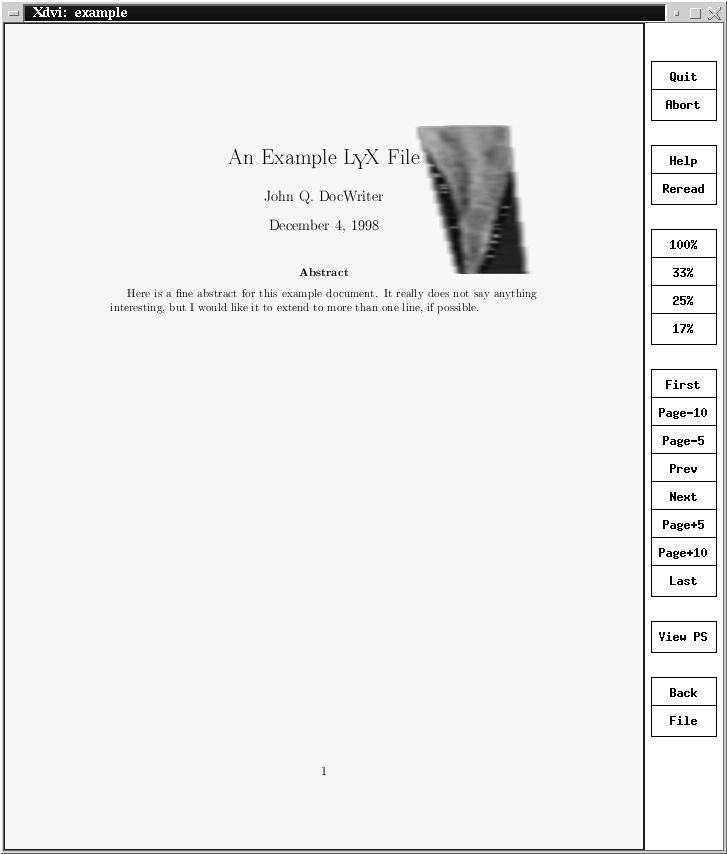 Xdvi: example
An Example LYX File
John Q. DocWriter
December 4, 1998
Abstract
Here is a fine abstract for this example document. It really does not say anything
interesting, but I would like it to extend to more than one line, if possible.
1
Quit
Abort
Help
Reread
100%
33%
25%
17%
First
Page-10
Page-5
Prev
Next
Page+5
Page+10
Last
View PS
Back
File